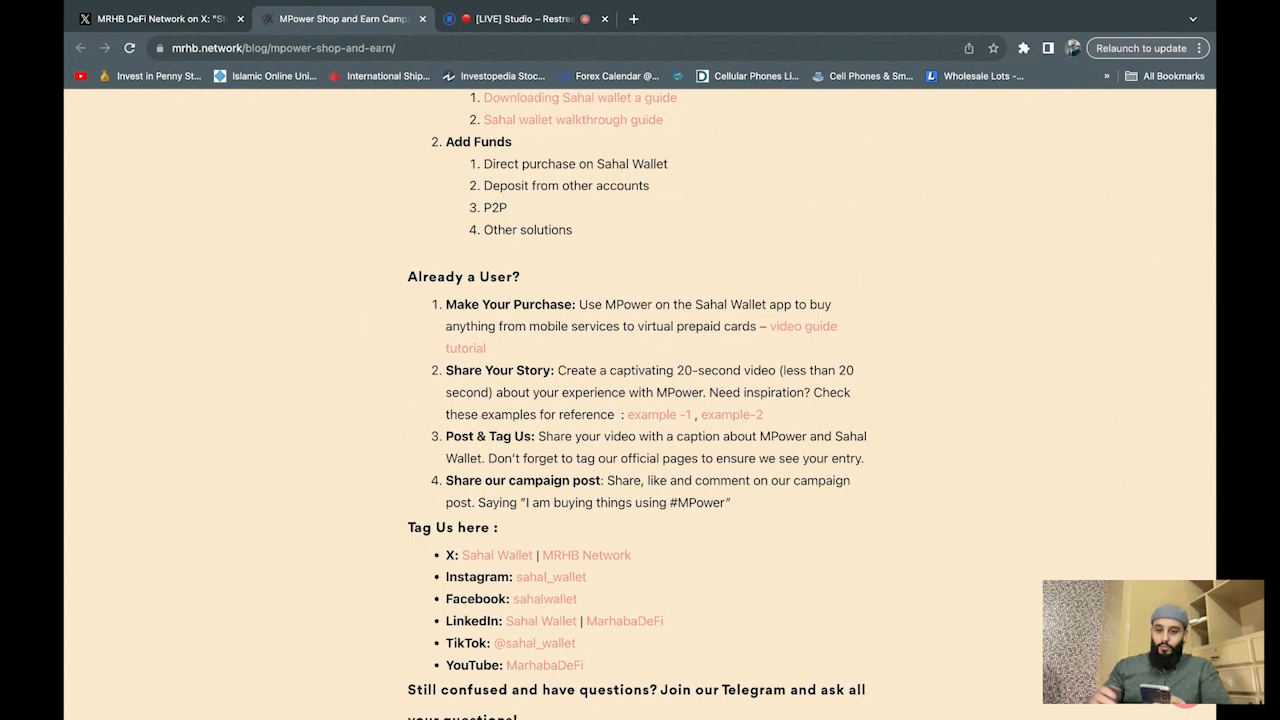 MRHB DeFi Network on X: "St
MPower Shop and Earn Camp
[LIVE] Studio – Restre
mrhb.network/blog/mpower-shop-and-earn/
Relaunch to update
Invest in Penny St...
Islamic Online Uni...
International Ship...
Investopedia Stoc...
Forex Calendar @...
Cellular Phones Li...
Cell Phones & Sm...
Wholesale Lots -...
»
All Bookmarks
1. Downloading Sahal wallet a guide
2. Sahal wallet walkthrough guide
2. Add Funds
1. Direct purchase on Sahal Wallet
2. Deposit from other accounts
3. P2P
4. Other solutions
Already a User?
1. Make Your Purchase: Use MPower on the Sahal Wallet app to buy
anything from mobile services to virtual prepaid cards – video guide
tutorial
2. Share Your Story: Create a captivating 20-second video (less than 20
second) about your experience with MPower. Need inspiration? Check
these examples for reference : example -1 , example-2
3. Post & Tag Us: Share your video with a caption about MPower and Sahal
Wallet. Don't forget to tag our official pages to ensure we see your entry.
4. Share our campaign post: Share, like and comment on our campaign
post. Saying "I am buying things using #MPower"
Tag Us here :
• X: Sahal Wallet | MRHB Network
• Instagram: sahal_wallet
• Facebook: sahalwallet
• LinkedIn: Sahal Wallet | MarhabaDeFi
• TikTok: @sahal_wallet
• YouTube: MarhabaDeFi
Still confused and have questions? Join our Telegram and ask all
your questions!